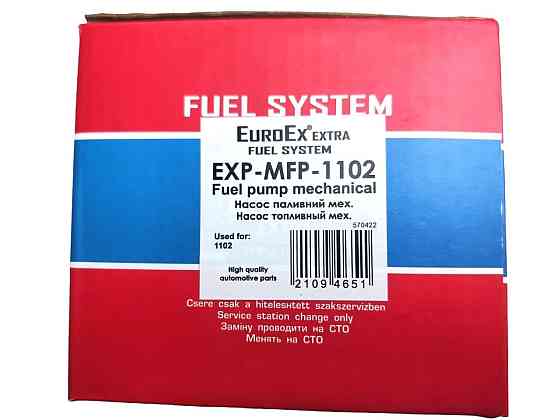 FUEL SYSTEM
EUROEX® EXTRA
FUEL SYSTEM
EXP-MFP-1102
Fuel pump mechanical
Насос паливний мех.
Насос топливный мех.
570422
Used for:
1102
High quality
automotive parts
2109 4651
Csere csak a hitelesített szakszervizben
Service station change only
Заміну проводити на СТО
Менять на СТО